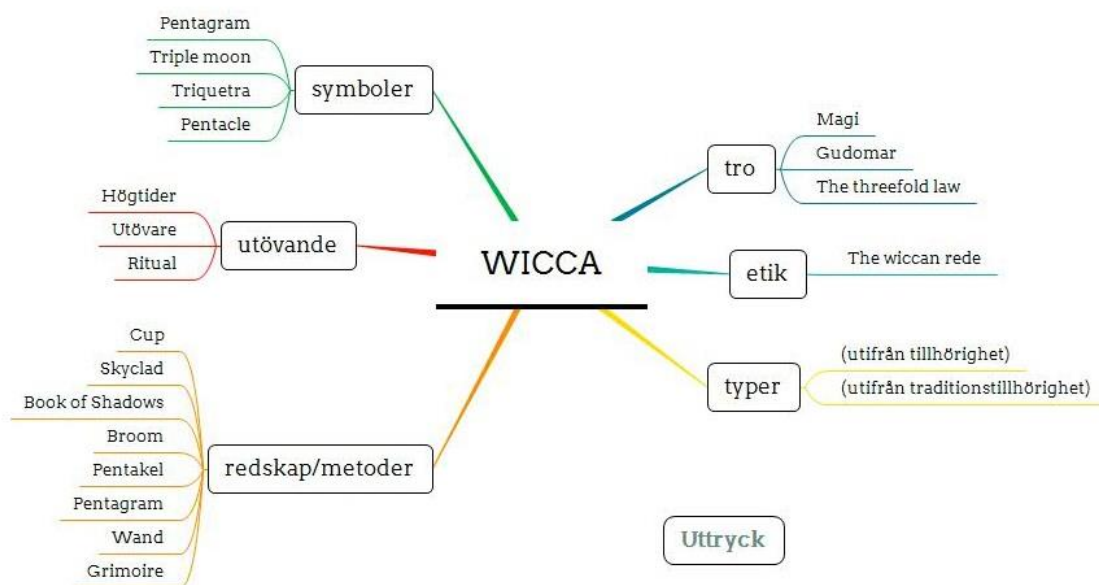 WICCA
symboler
Pentagram
Triple moon
Triquetra
Pentacle
utövande
Högtider
Utövare
Ritual
redskap/metoder
Cup
Skyclad
Book of Shadows
Broom
Pentakel
Pentagram
Wand
Grimoire
tro
Magi
Gudomar
The threefold law
etik
The wiccan rede
typer
(utifrån tillhörighet)
(utifrån traditionstillhörighet)
Uttryck